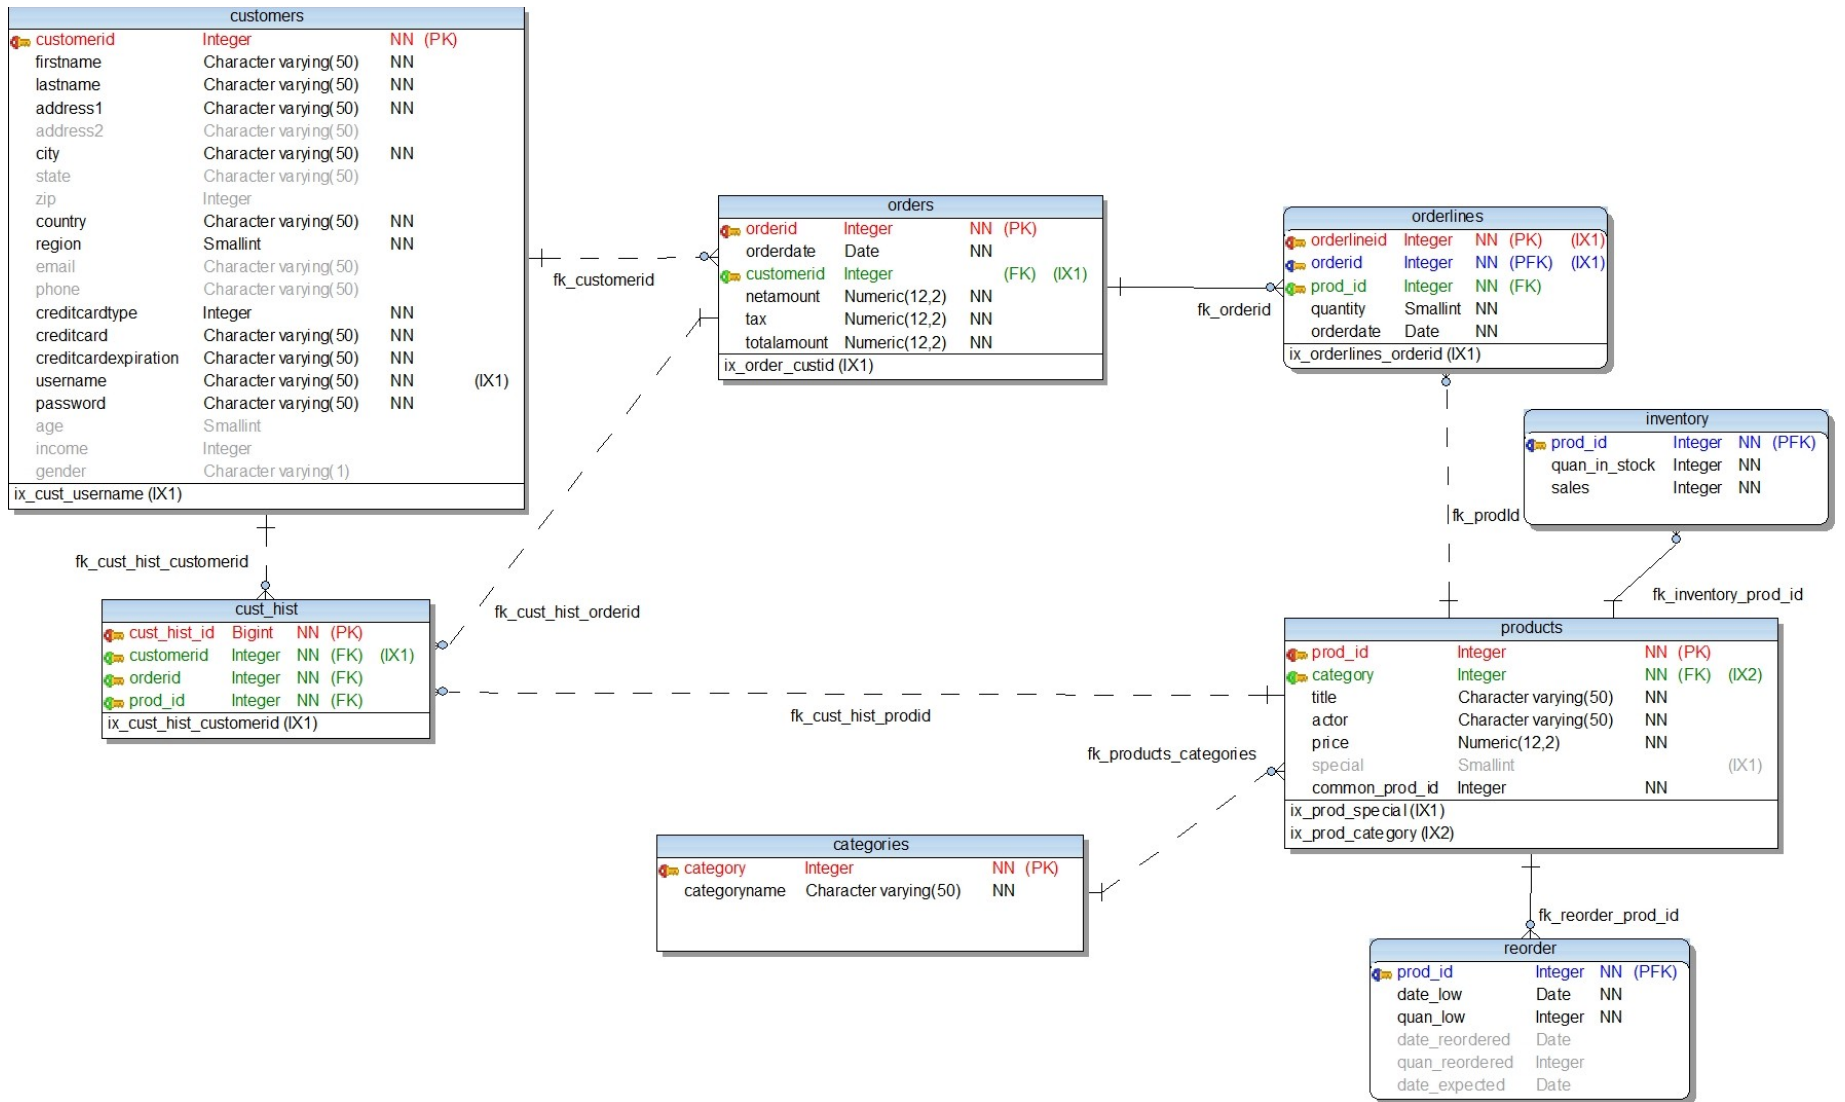 customers
customerid Integer NN (PK)
firstname Character varying(50) NN
lastname Character varying(50) NN
address1 Character varying(50) NN
address2 Character varying(50)
city Character varying(50) NN
state Character varying(50)
zip Integer
country Character varying(50) NN
region Smallint NN
email Character varying(50)
phone Character varying(50)
creditcardtype Integer NN
creditcard Character varying(50) NN
creditcardexpiration Character varying(50) NN
username Character varying(50) NN (IX1)
password Character varying(50) NN
age Smallint
income Integer
gender Character varying(1)
ix_cust_username (IX1)
fk_customerid
orders
orderid Integer NN (PK)
orderdate Date NN
customerid Integer (FK) (IX1)
netamount Numeric(12,2) NN
tax Numeric(12,2) NN
totalamount Numeric(12,2) NN
ix_order_custid (IX1)
fk_orderid
orderlines
orderlineid Integer NN (PK) (IX1)
orderid Integer NN (PFK) (IX1)
prod_id Integer NN (FK)
quantity Smallint NN
orderdate Date NN
ix_orderlines_orderid (IX1)
inventory
prod_id Integer NN (PFK)
quan_in_stock Integer NN
sales Integer NN
fk_prodId
fk_inventory_prod_id
fk_cust_hist_customerid
fk_cust_hist_orderid
cust_hist
cust_hist_id Bigint NN (PK)
customerid Integer NN (FK) (IX1)
orderid Integer NN (FK)
prod_id Integer NN (FK)
ix_cust_hist_customerid (IX1)
fk_cust_hist_prodid
products
prod_id Integer NN (PK)
category Integer NN (FK) (IX2)
title Character varying(50) NN
actor Character varying(50) NN
price Numeric(12,2) NN
special Smallint (IX1)
common_prod_id Integer NN
ix_prod_special (IX1)
ix_prod_category (IX2)
fk_products_categories
categories
category Integer NN (PK)
categoryname Character varying(50) NN
fk_reorder_prod_id
reorder
prod_id Integer NN (PFK)
date_low Date NN
quan_low Integer NN
date_reordered Date
quan_reordered Integer
date_expected Date